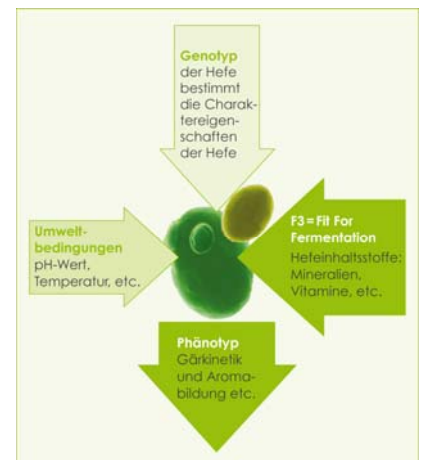 Genotyp
der Hefe
bestimmt
die Charak-
tereigen-
schaften
der Hefe
Umwelt-
bedingungen
pH-Wert,
Temperatur, etc.
F3=Fit For
Fermentation
Hefeinhaltsstoffe:
Mineralien,
Vitamine, etc.
Phänotyp
Gärkinetik
und Aroma-
bildung etc.